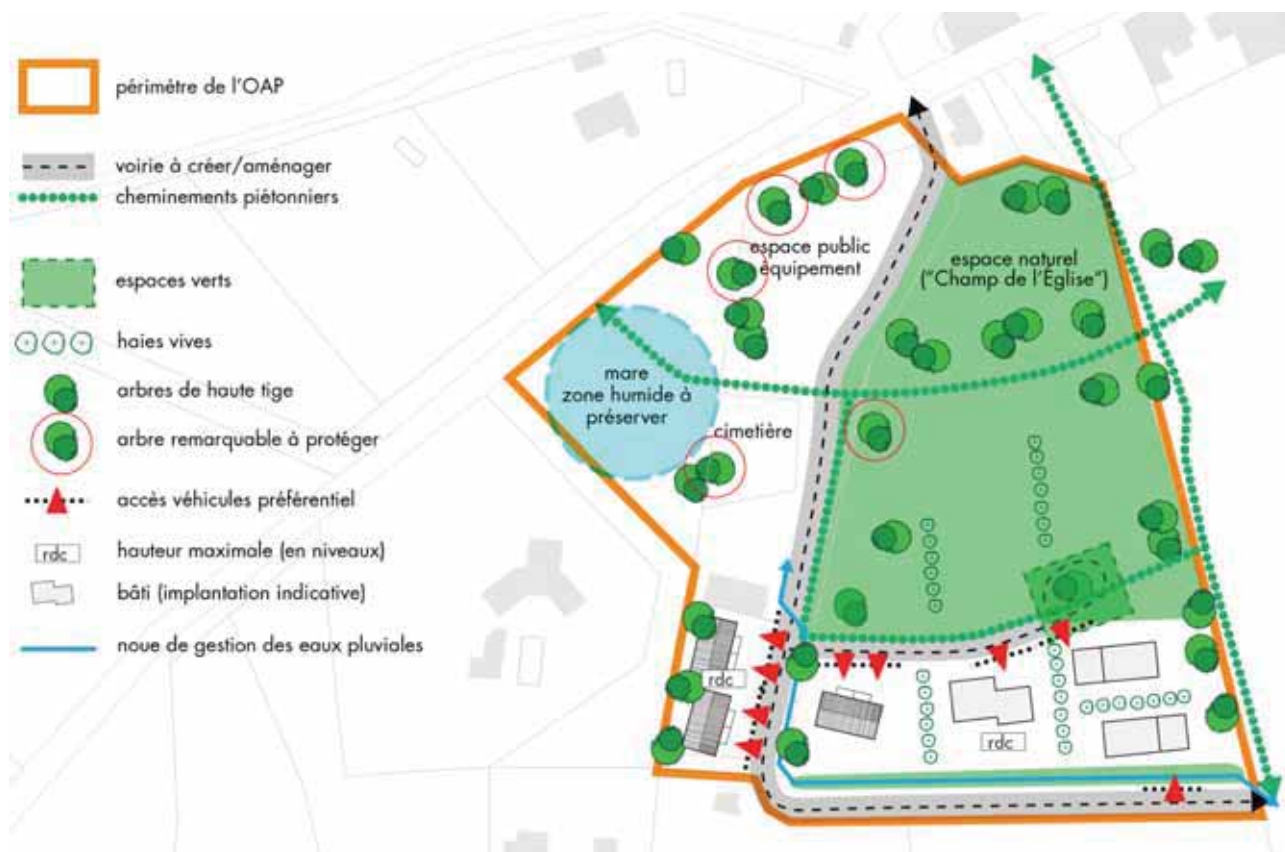 périmètre de l'OAP
voirie à créer/aménager
cheminements piétonniers
espaces verts
haies vives
arbres de haute tige
arbre remarquable à protéger
accès véhicules préférentiel
rdc
hauteur maximale (en niveaux)
bâti (implantation indicative)
noue de gestion des eaux pluviales
espace public
équipement
espace naturel
("Champ de l'Église")
mare
zone humide à
préserver
cimetière
rdc
rdc